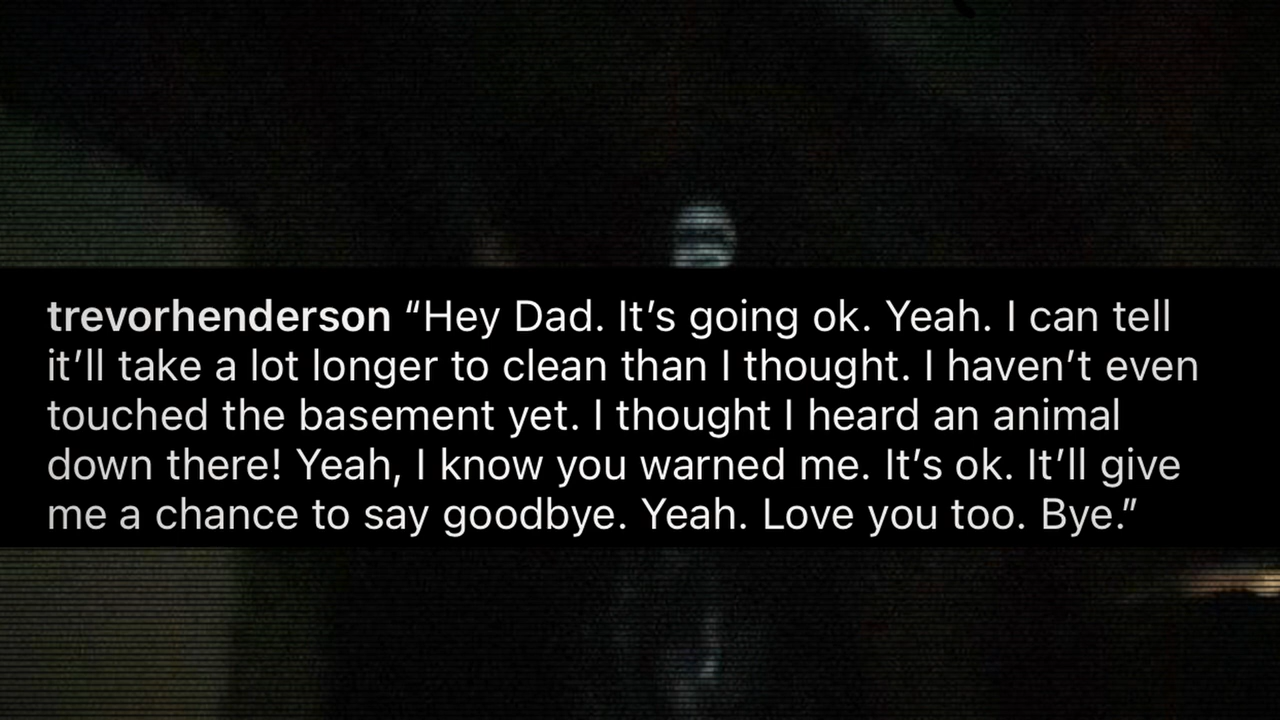 trevorhenderson “Hey Dad. It’s going ok. Yeah. I can tell
it’ll take a lot longer to clean than I thought. I haven’t even
touched the basement yet. I thought I heard an animal
down there! Yeah, I know you warned me. It’s ok. It’ll give
me a chance to say goodbye. Yeah. Love you too. Bye.”